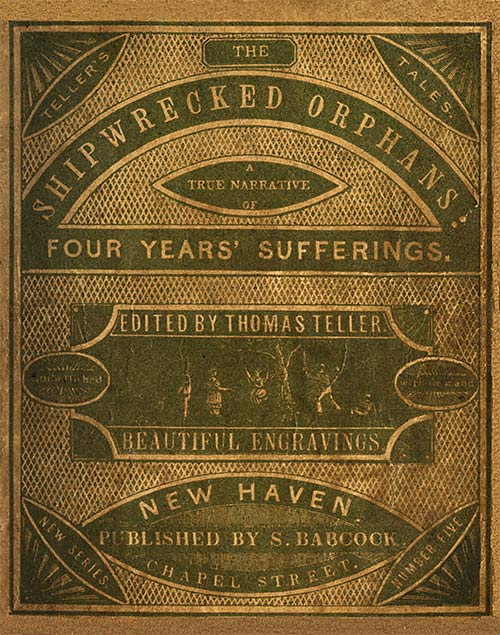 TELLER'S
TALES.
THE
SHIPWRECKED ORPHANS:
A
TRUE NARRATIVE
OF
FOUR YEARS' SUFFERINGS.
EDITED BY THOMAS TELLER.
embellished
BEAUTIFUL ENGRAVINGS
NEW HAVEN
PUBLISHED BY S. BABCOCK.
CHAPEL STREET.
NEW SERIES
NUMBER FIVE